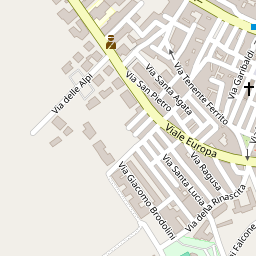 Via delle Alpi
Via San Pietro
Via Santa Agata
Via Tenente Ferrito
Via Garibaldi
Viale Europa
Via Giacomo Brodolini
Via Santa Lucia
Via Ragusa
Via della Rinascita
Falcone